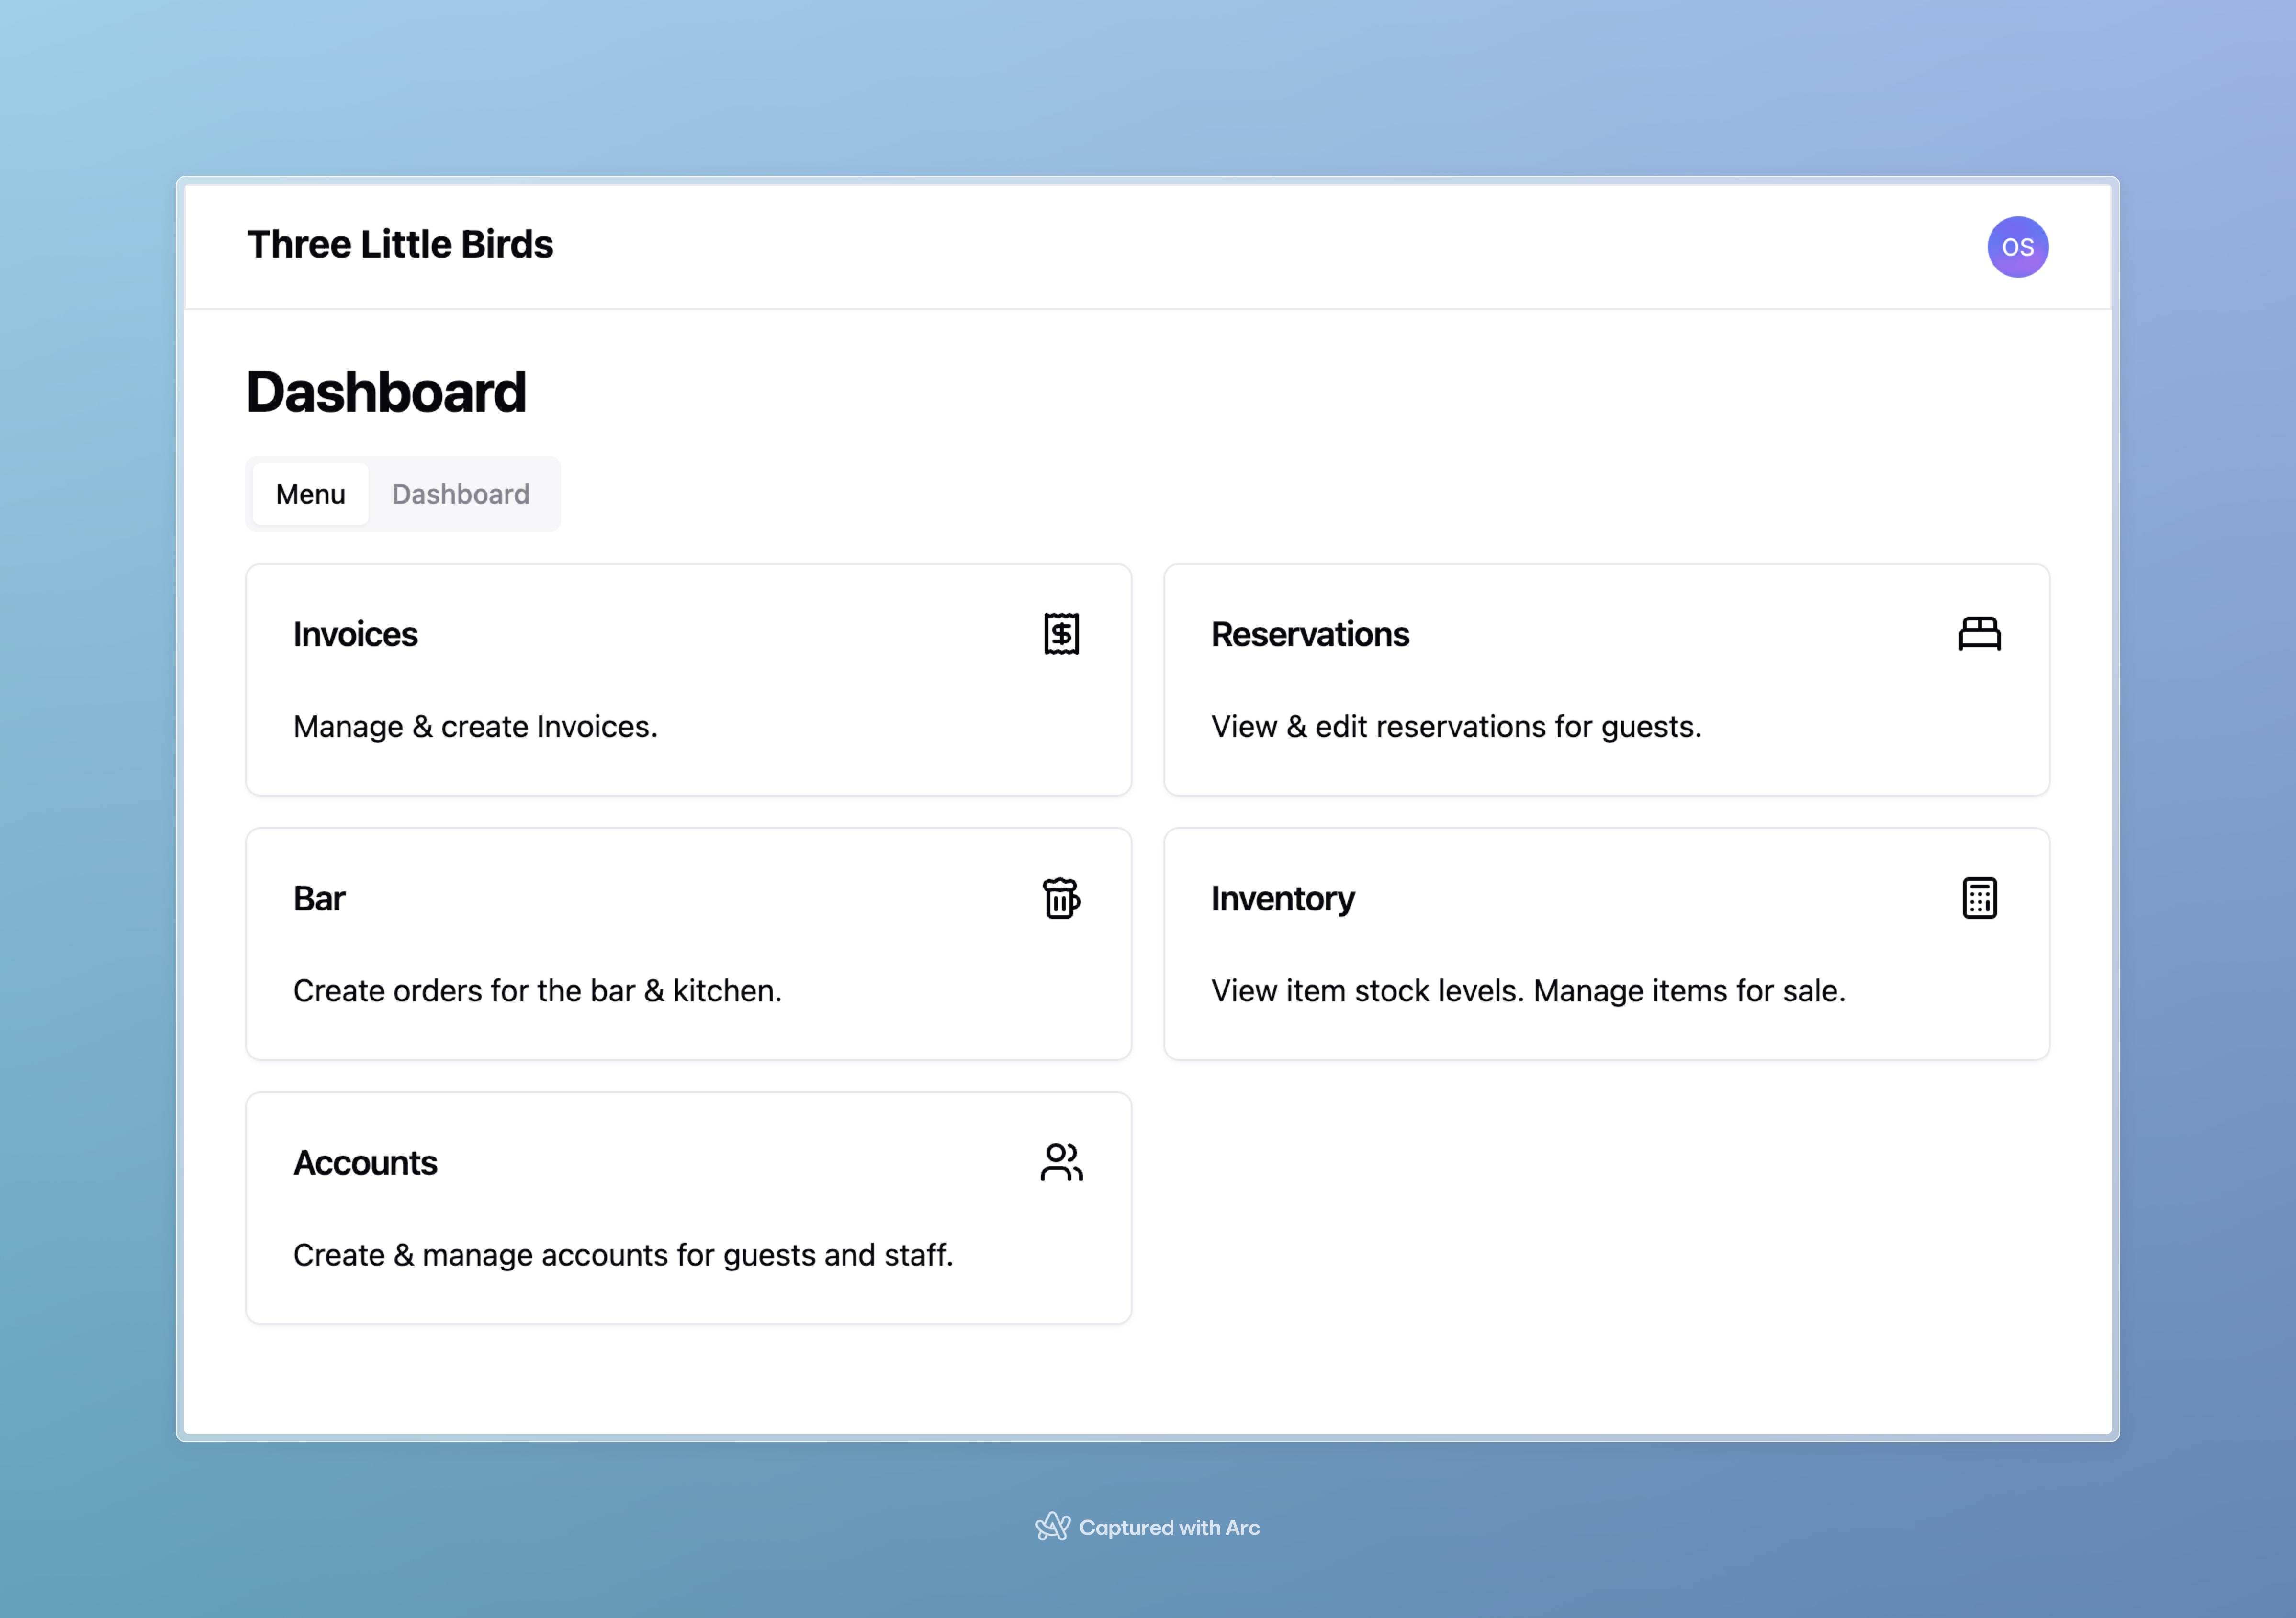 Three Little Birds
OS
Dashboard
Menu
Dashboard
Invoices
Manage & create Invoices.
Reservations
View & edit reservations for guests.
Bar
Create orders for the bar & kitchen.
Inventory
View item stock levels. Manage items for sale.
Accounts
Create & manage accounts for guests and staff.
Captured with Arc